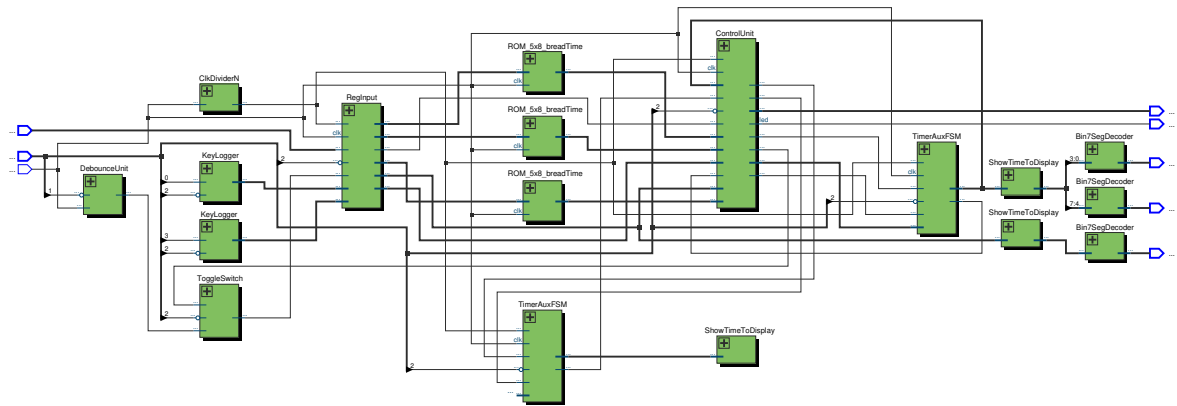 ControlUnit
ROM_5x8_breadTime
clk
clk
ClkDividerN
RegInput
ROM_5x8_breadTime
2
led
clk
clk
TimerAuxFSM
Bin7SegDecoder
DebounceUnit
KeyLogger
2
3:0
ShowTimeToDisplay
clk
0
ROM_5x8_breadTime
Bin7SegDecoder
1
2
2
7:4
clk
KeyLogger
ShowTimeToDisplay
Bin7SegDecoder
3
2
ToggleSwitch
TimerAuxFSM
2
ShowTimeToDisplay
clk
2